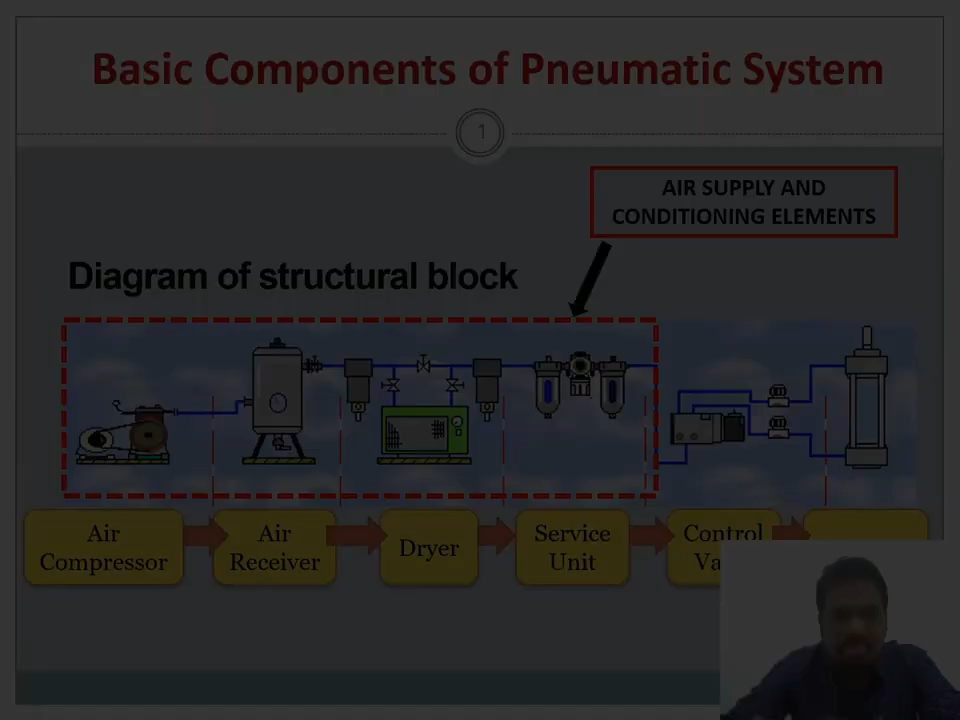 Basic Components of Pneumatic System
1
AIR SUPPLY AND
CONDITIONING ELEMENTS
Diagram of structural block
Air
Compressor
Air
Receiver
Dryer
Service
Unit
Control
Va